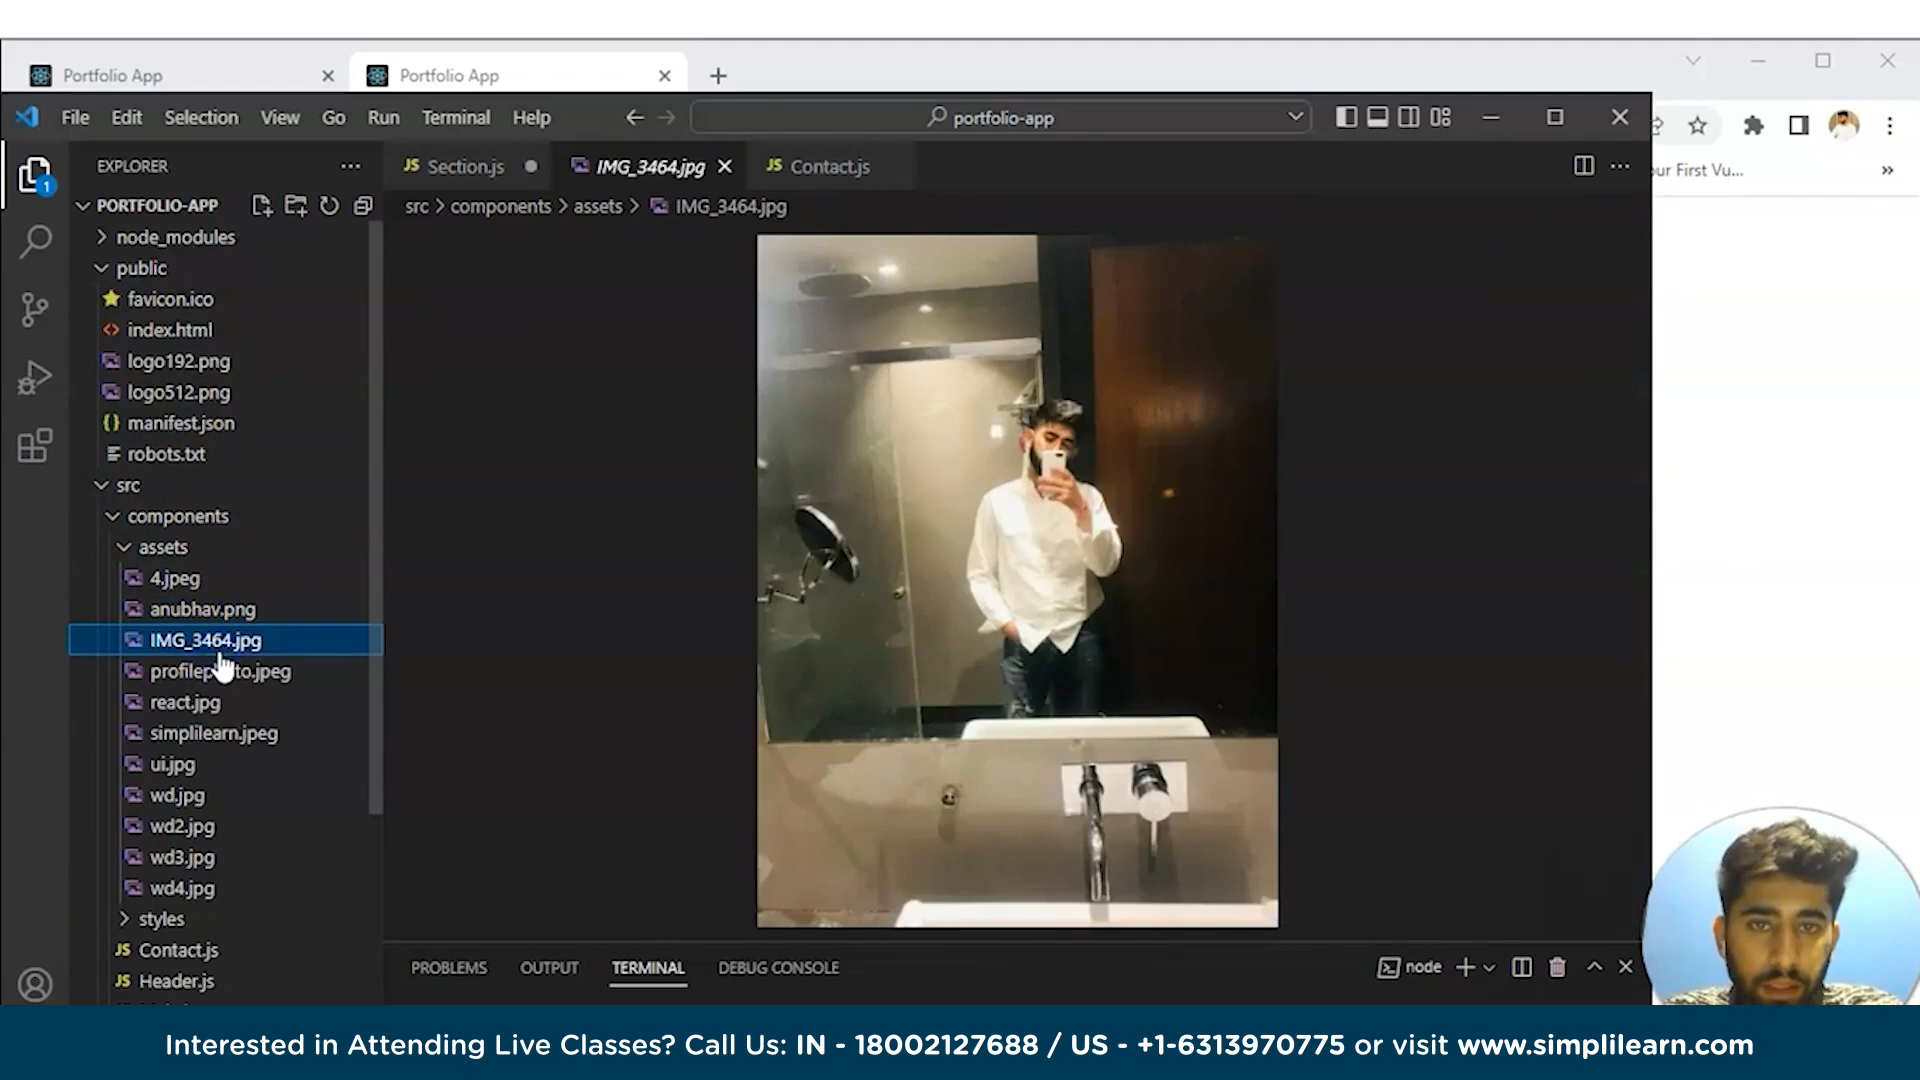 Portfolio App
Portfolio App
File Edit Selection View Go Run Terminal Help
portfolio-app
our First Vu...
EXPLORER
Section.js
IMG_3464.jpg
Contact.js
PORTFOLIO-APP
src > components > assets > IMG_3464.jpg
node_modules
public
favicon.ico
index.html
logo192.png
logo512.png
manifest.json
robots.txt
src
components
assets
4.jpeg
anubhav.png
IMG_3464.jpg
react.jpg
simplilearn.jpeg
ui.jpg
wd.jpg
wd2.jpg
wd3.jpg
wd4.jpg
styles
JS Contact.js
JS Header.js
PROBLEMS OUTPUT TERMINAL DEBUG CONSOLE
node
Interested in Attending Live Classes? Call Us: IN - 18002127688 / US - +1-6313970775 or visit www.simplilearn.com